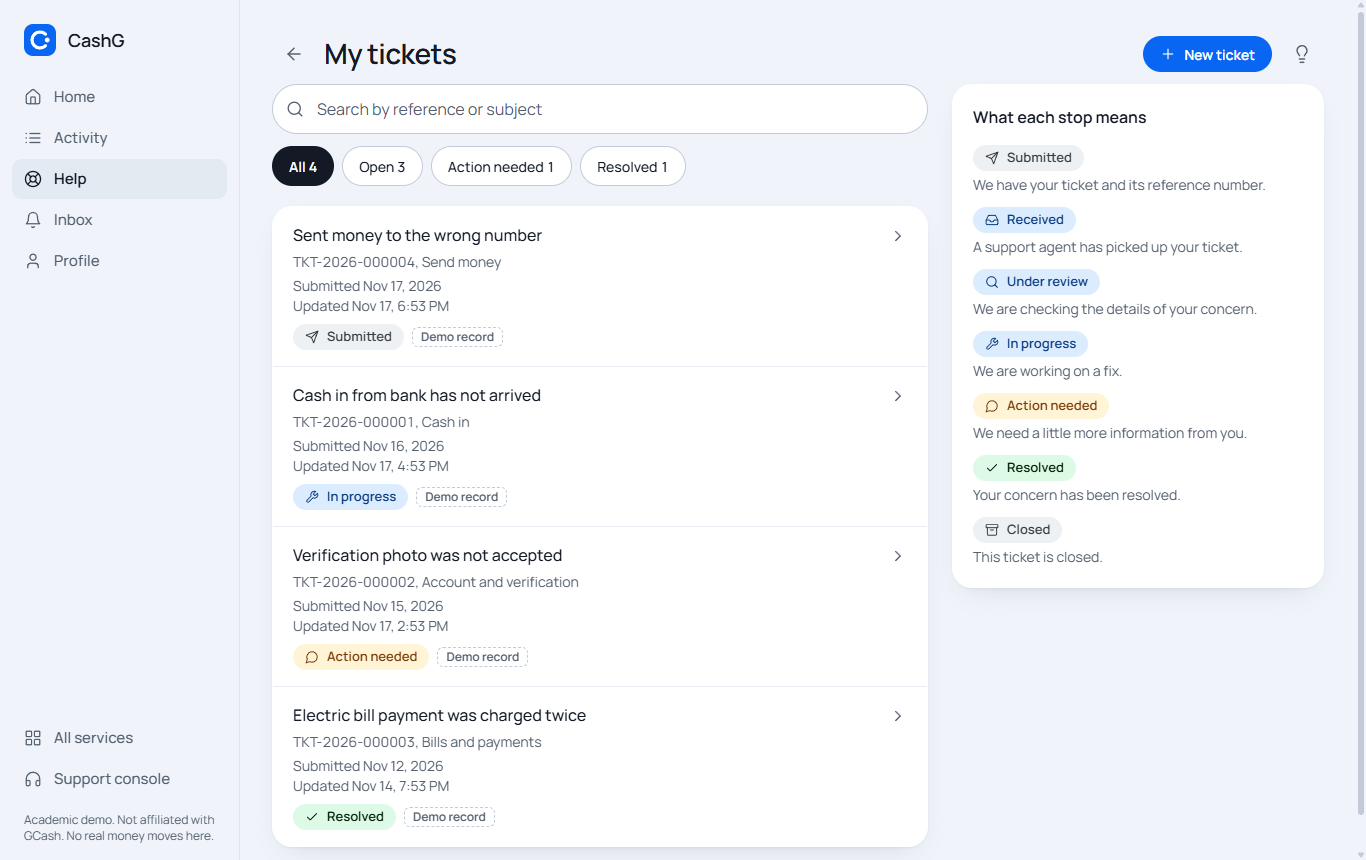 CashG
Home
Activity
Help
Inbox
Profile
All services
Support console
Academic demo. Not affiliated with
GCash. No real money moves here.
My tickets
New ticket
Search by reference or subject
All 4
Open 3
Action needed 1
Resolved 1
Sent money to the wrong number
TKT-2026-000004, Send money
Submitted Nov 17, 2026
Updated Nov 17, 6:53 PM
Submitted
Demo record
Cash in from bank has not arrived
TKT-2026-000001, Cash in
Submitted Nov 16, 2026
Updated Nov 17, 4:53 PM
In progress
Demo record
Verification photo was not accepted
TKT-2026-000002, Account and verification
Submitted Nov 15, 2026
Updated Nov 17, 2:53 PM
Action needed
Demo record
Electric bill payment was charged twice
TKT-2026-000003, Bills and payments
Submitted Nov 12, 2026
Updated Nov 14, 7:53 PM
Resolved
Demo record
What each stop means
Submitted
We have your ticket and its reference number.
Received
A support agent has picked up your ticket.
Under review
We are checking the details of your concern.
In progress
We are working on a fix.
Action needed
We need a little more information from you.
Resolved
Your concern has been resolved.
Closed
This ticket is closed.